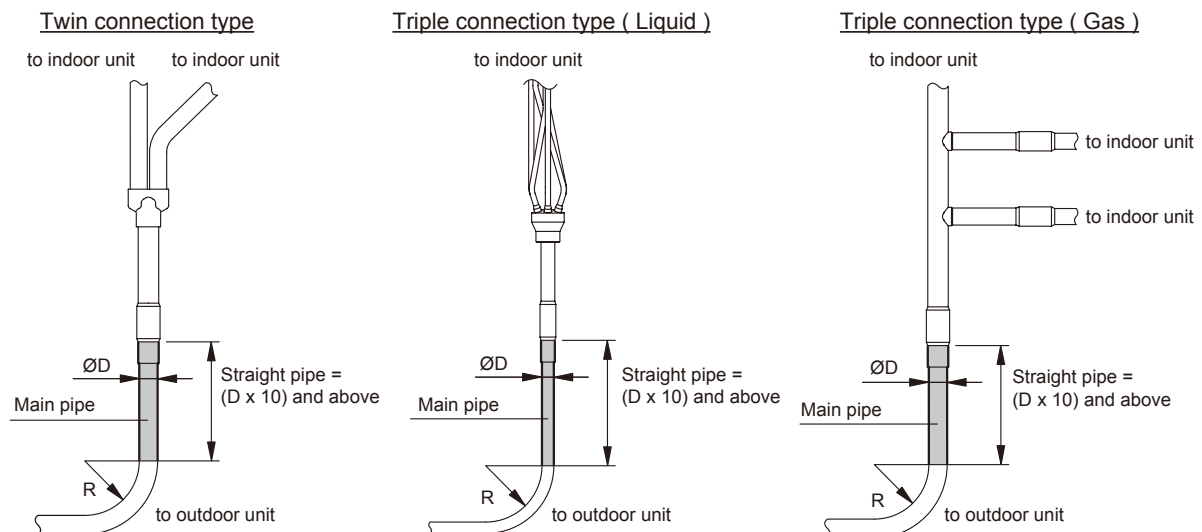 Twin connection type
to indoor unit
to indoor unit
ØD
Straight pipe =
(D x 10) and above
Main pipe
R
to outdoor unit
Triple connection type ( Liquid )
to indoor unit
ØD
Straight pipe =
(D x 10) and above
Main pipe
R
to outdoor unit
Triple connection type ( Gas )
to indoor unit
to indoor unit
to indoor unit
ØD
Straight pipe =
(D x 10) and above
Main pipe
R
to outdoor unit